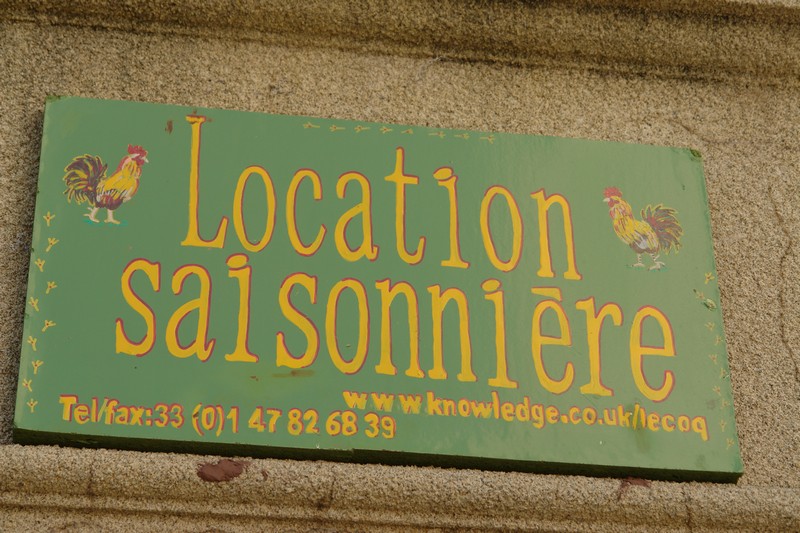 Location
saisonnière
www.knowledge.co.uk/lecoq
Tel/fax:33 (0)1 47 82 68 39